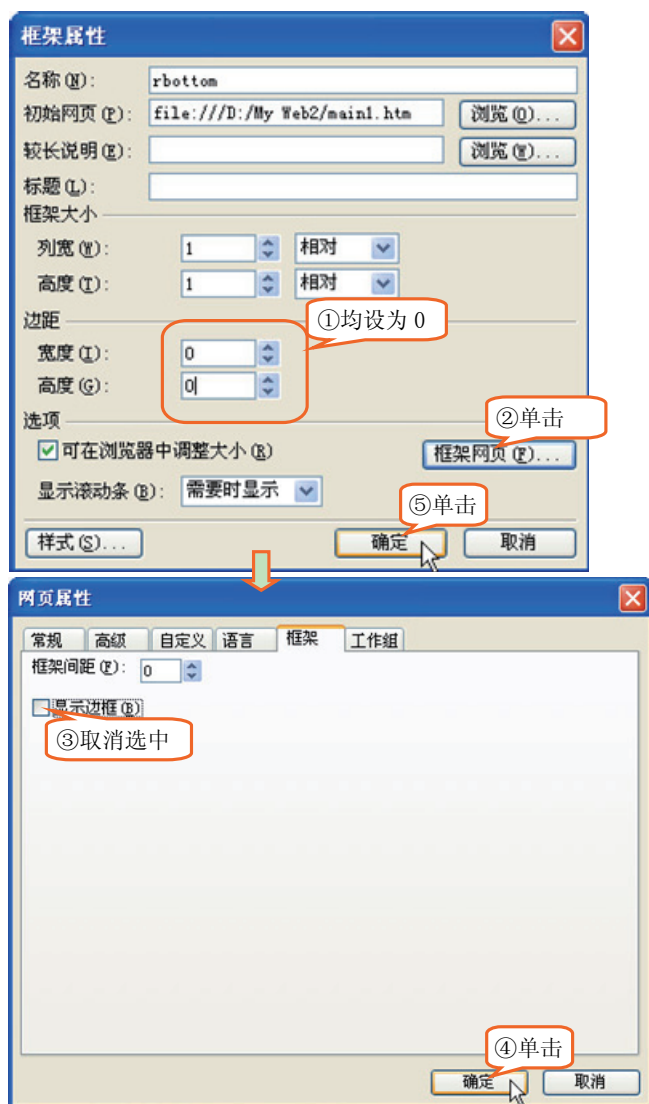 框架属性
名称(N): rbottom
初始网页(P): file:///D:/My Web2/main1.htm 浏览(O)...
较长说明(E): 浏览(W)...
标题(L):
框架大小
列宽(W): 1 相对
高度(T): 1 相对
①均设为 0
边距
宽度(I): 0
高度(G): 0
②单击
选项
可在浏览器中调整大小(R) 框架网页(F)...
显示滚动条(B): 需要时显示
⑤单击
样式(S)... 确定 取消
网页属性
常规 高级 自定义 语言 框架 工作组
框架间距(F): 0
显示边框(B)
③取消选中
④单击
确定 取消